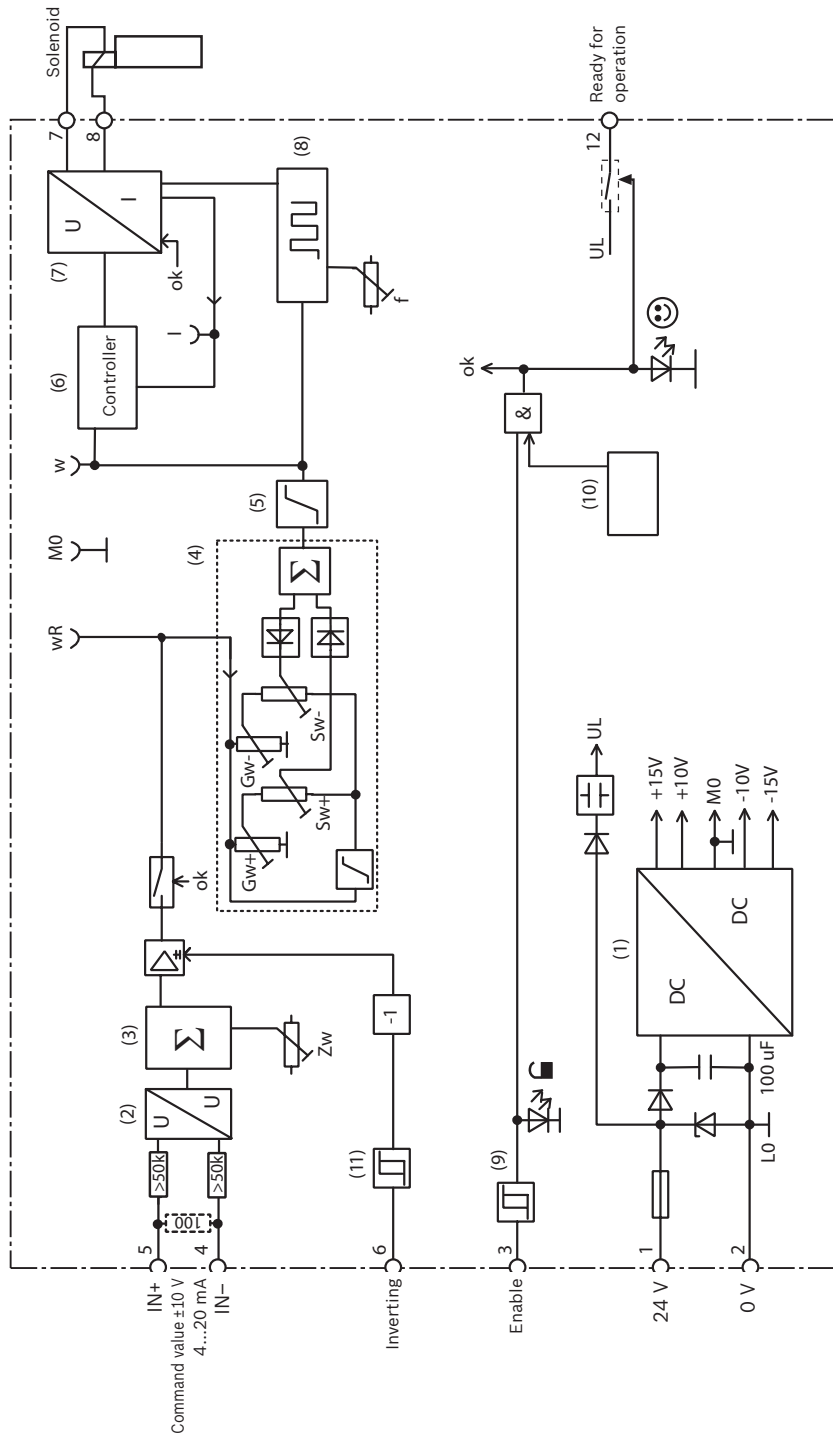 Solenoid
7
8
U
I
(7)
ok
(8)
f
I
(6)
Controller
w
(5)
M0
(4)
Σ
wR
Sw-
Gw-
Sw+
Gw+
ok
(3)
Σ
Zw
-1
(2)
U
U
>50k
>50k
100
(11)
5
IN+
4
IN−
Command value ±10 V
4...20 mA
6
Inverting
Ready for
operation
12
UL
ok
&
(10)
(9)
3
Enable
UL
+15V
+10V
M0
-10V
-15V
(1)
DC
DC
100 uF
L0
1
24 V
2
0 V